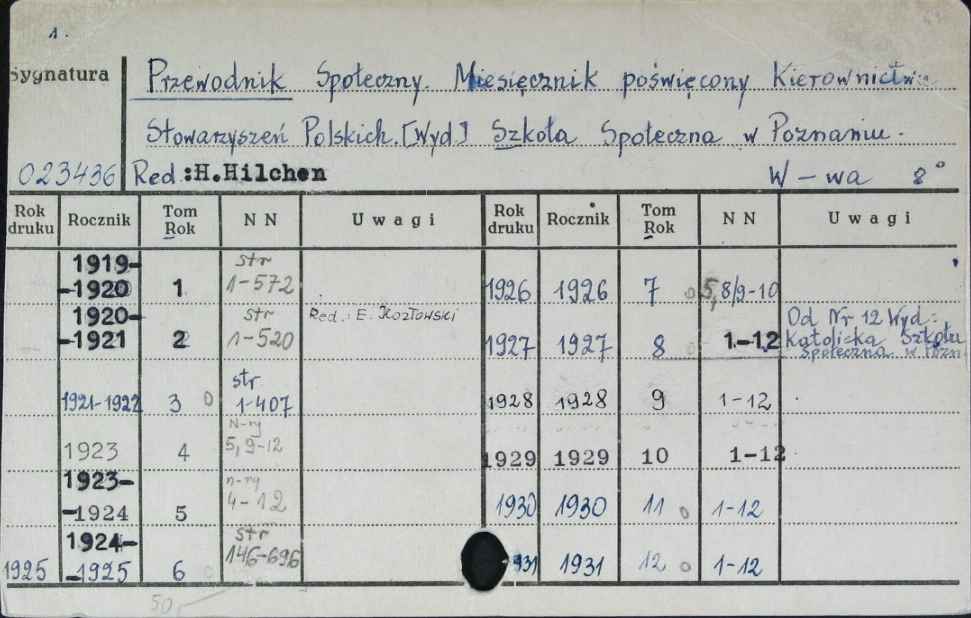 1.
Sygnatura
Przewodnik Społeczny. Miesięcznik poświęcony Kierownictwu
Stowarzyszeń Polskich. [Wyd] Szkoła Społeczna w Poznaniu.
023436 Red.:H.Hilchen W-wa 8°
Rok druku Rocznik Tom Rok N N Uwagi Rok druku Rocznik Tom Rok N N Uwagi
1919-
-1920 1 str 1-572 1926 1926 7 5, 8/9-10
1920-
-1921 2 str 1-520 Red.: E. Kozłowski 1927 1927 8 1-12 Od Nr 12 Wyd: Katolicka Szkoła Społeczna w Pozn
1921-1922 3 str 1-407 1928 1928 9 1-12
1923 4 N-ry 5, 9-12 1929 1929 10 1-12
1923-
-1924 5 n-ry 4-12 1930 1930 11 1-12
1924-
1925 -1925 6 str 146-696 931 1931 12 1-12
50